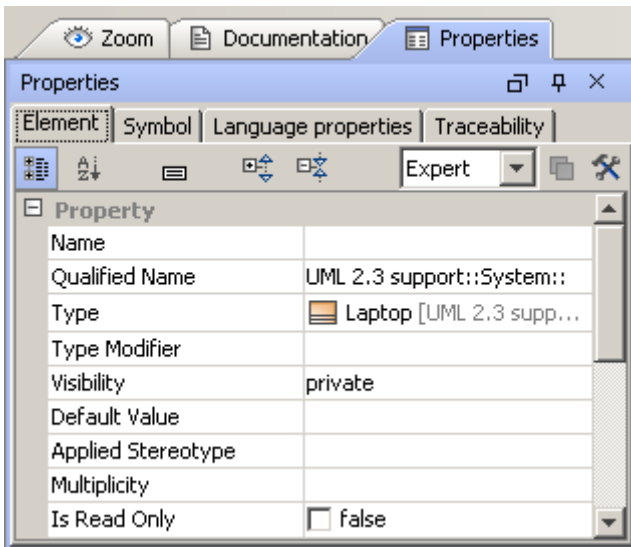 Zoom Documentation Properties
Properties
Element Symbol Language properties Traceability
Expert
Property
Name
Qualified Name UML 2.3 support::System::
Type Laptop [UML 2.3 supp...
Type Modifier
Visibility private
Default Value
Applied Stereotype
Multiplicity
Is Read Only false